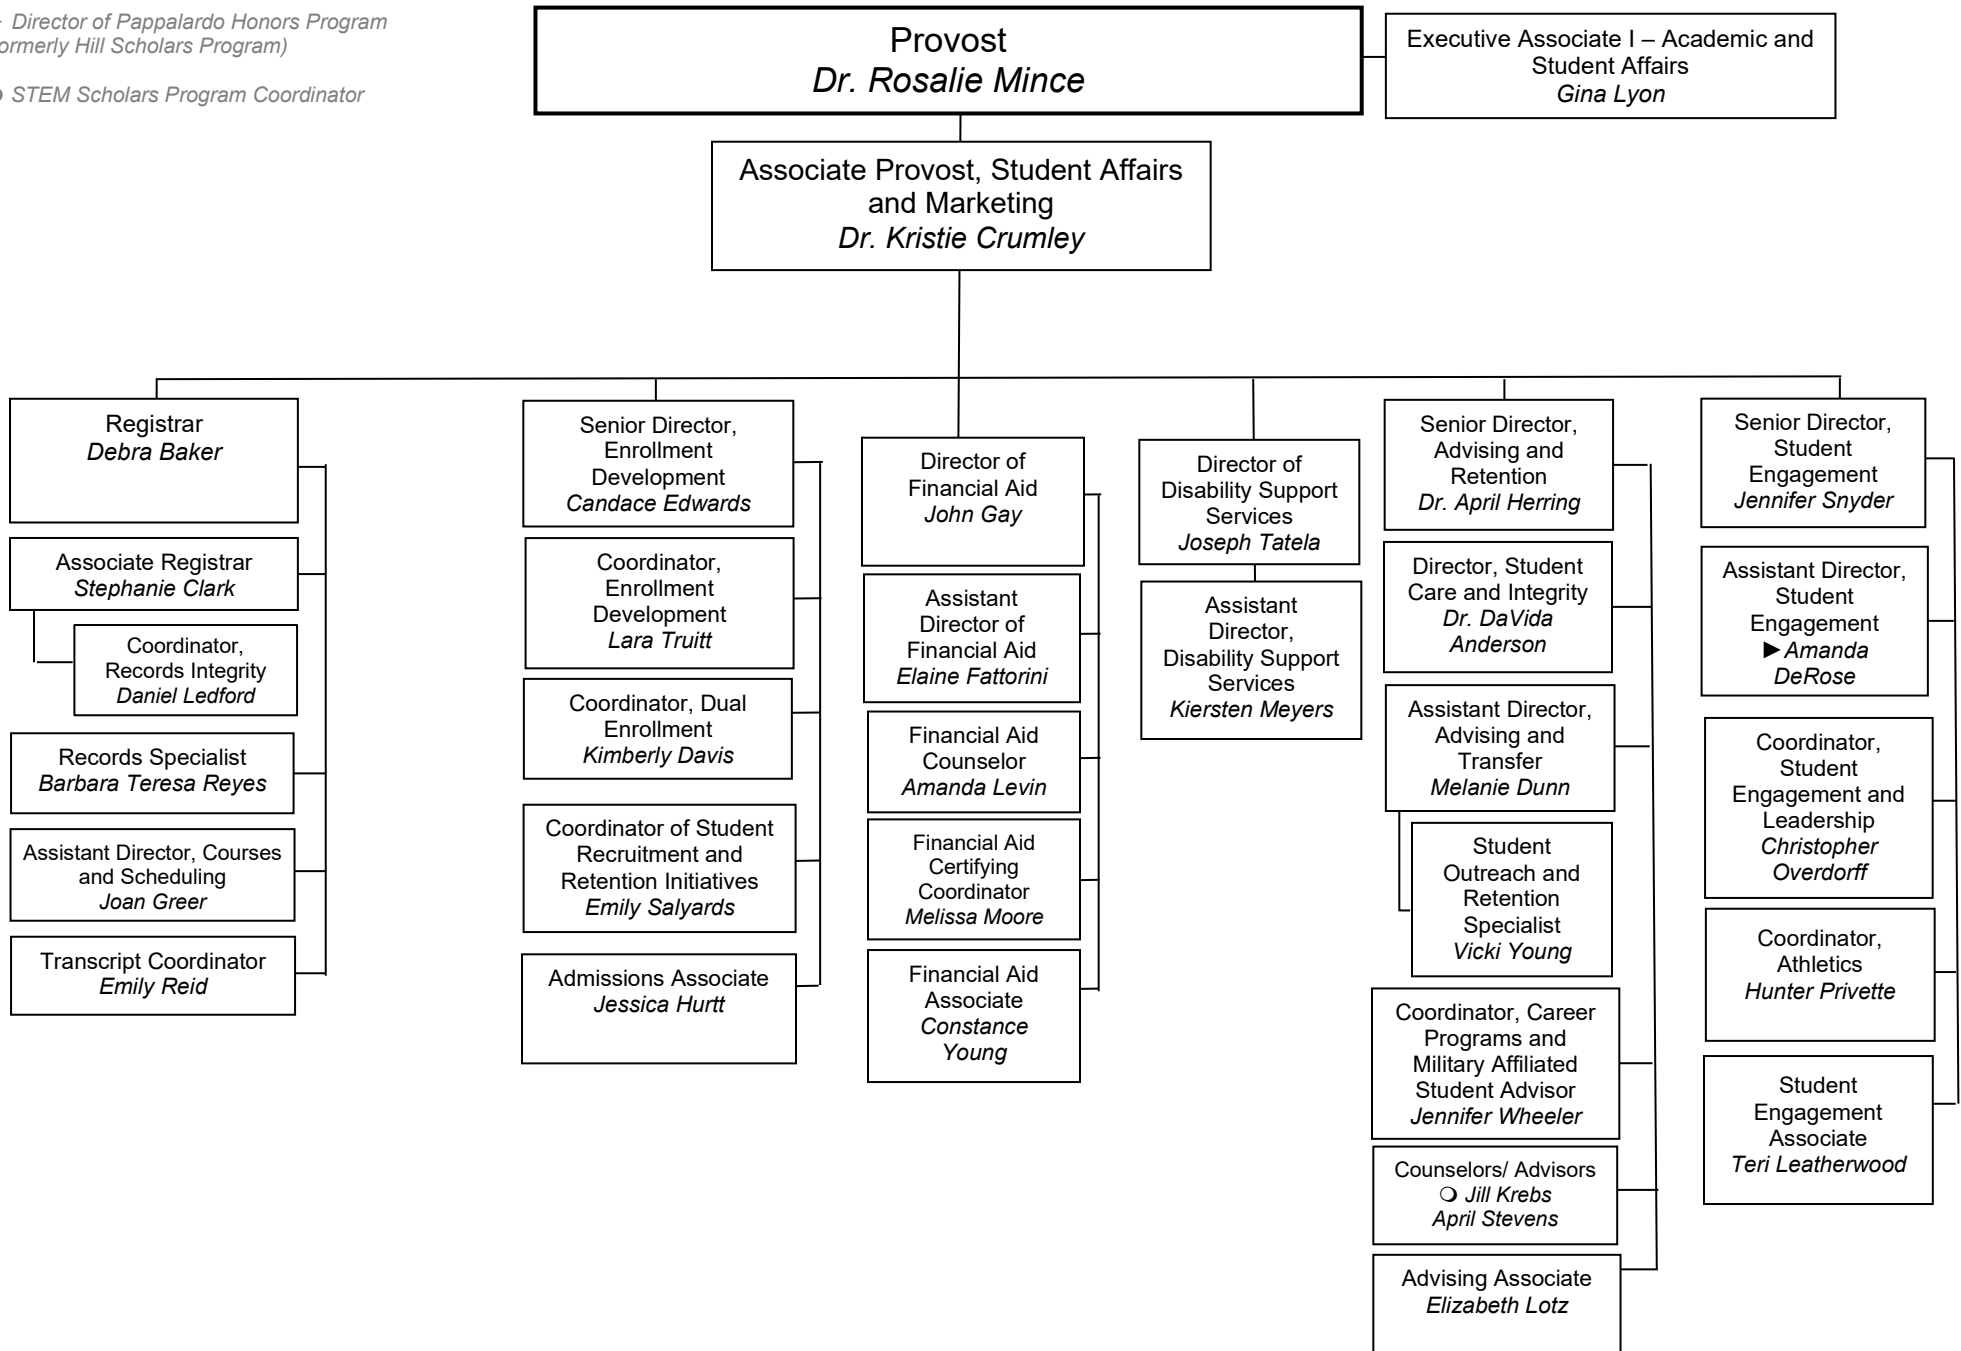 Director of Pappalardo Honors Program
ormerly Hill Scholars Program)
STEM Scholars Program Coordinator
Provost
Dr. Rosalie Mince
Executive Associate I – Academic and
Student Affairs
Gina Lyon
Associate Provost, Student Affairs
and Marketing
Dr. Kristie Crumley
Registrar
Debra Baker
Associate Registrar
Stephanie Clark
Coordinator,
Records Integrity
Daniel Ledford
Records Specialist
Barbara Teresa Reyes
Assistant Director, Courses
and Scheduling
Joan Greer
Transcript Coordinator
Emily Reid
Senior Director,
Enrollment
Development
Candace Edwards
Coordinator,
Enrollment
Development
Lara Truitt
Coordinator, Dual
Enrollment
Kimberly Davis
Coordinator of Student
Recruitment and
Retention Initiatives
Emily Salyards
Admissions Associate
Jessica Hurtt
Director of
Financial Aid
John Gay
Assistant
Director of
Financial Aid
Elaine Fattorini
Financial Aid
Counselor
Amanda Levin
Financial Aid
Certifying
Coordinator
Melissa Moore
Financial Aid
Associate
Constance
Young
Director of
Disability Support
Services
Joseph Tatela
Assistant
Director,
Disability Support
Services
Kiersten Meyers
Senior Director,
Advising and
Retention
Dr. April Herring
Director, Student
Care and Integrity
Dr. DaVida
Anderson
Assistant Director,
Advising and
Transfer
Melanie Dunn
Student
Outreach and
Retention
Specialist
Vicki Young
Coordinator, Career
Programs and
Military Affiliated
Student Advisor
Jennifer Wheeler
Counselors/ Advisors
❍ Jill Krebs
April Stevens
Advising Associate
Elizabeth Lotz
Senior Director,
Student
Engagement
Jennifer Snyder
Assistant Director,
Student
Engagement
►Amanda
DeRose
Coordinator,
Student
Engagement and
Leadership
Christopher
Overdorff
Coordinator,
Athletics
Hunter Privette
Student
Engagement
Associate
Teri Leatherwood